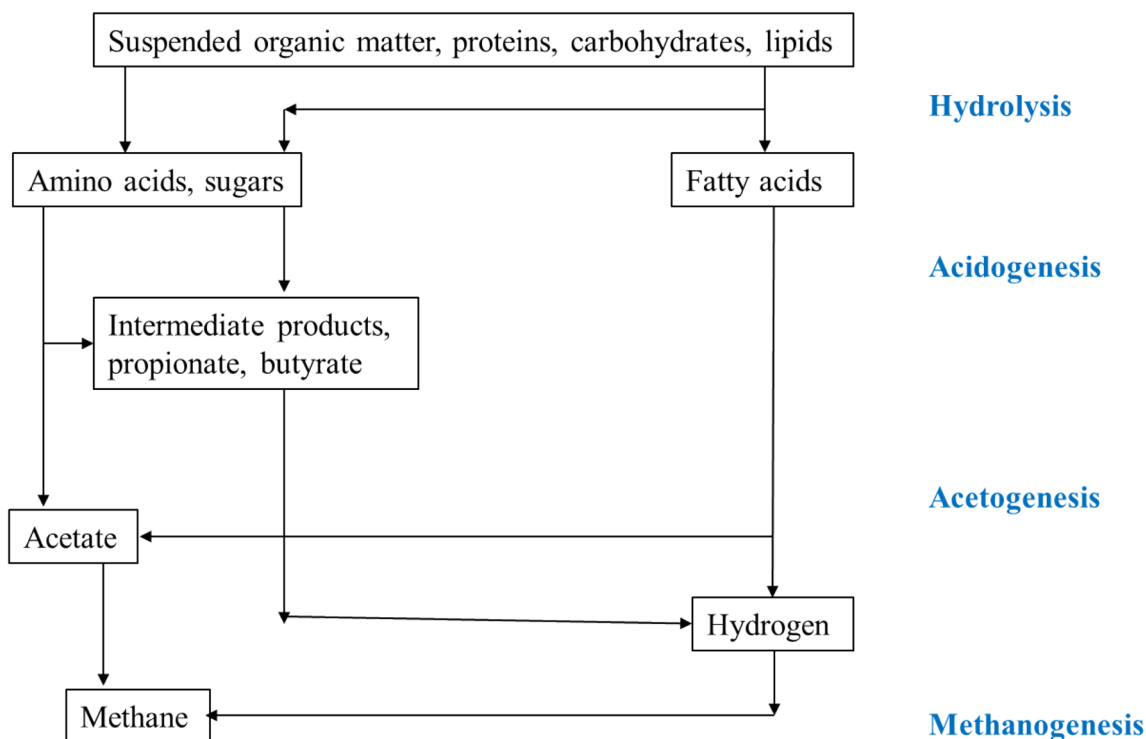 Suspended organic matter, proteins, carbohydrates, lipids
Hydrolysis
Amino acids, sugars
Fatty acids
Acidogenesis
Intermediate products,
propionate, butyrate
Acetogenesis
Acetate
Hydrogen
Methane
Methanogenesis